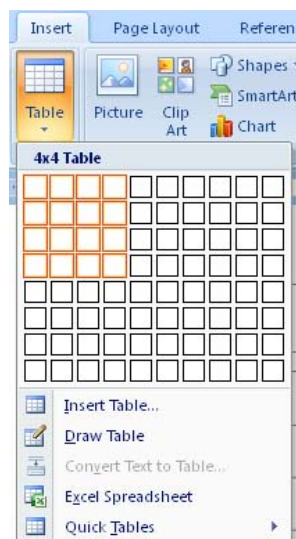 Insert Page Layout Referen
Table Picture Clip Art Shapes
SmartArt
Chart
4x4 Table
Insert Table...
Draw Table
Convert Text to Table...
Excel Spreadsheet
Quick Tables